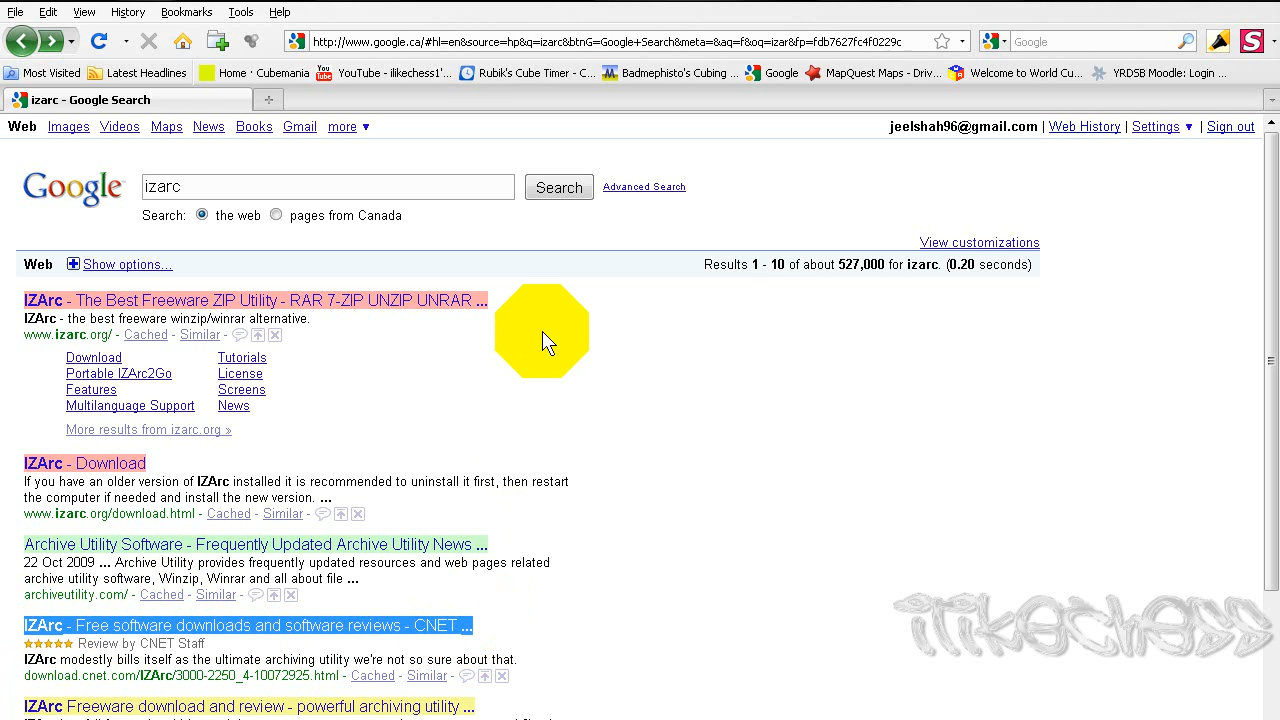 File Edit View History Bookmarks Tools Help
http://www.google.ca/#hl=en&source=hp&q=izarc&btnG=Google+Search&meta=&aq=f&oq=izar&fp=fdb7627fc4f0229c Google
Most Visited Latest Headlines Home · Cubemania YouTube - ilikechess1'... Rubik's Cube Timer - C... Badmephisto's Cubing ... Google MapQuest Maps - Driv... Welcome to World Cu... YRDSB Moodle: Login ...
izarc - Google Search
Web Images Videos Maps News Books Gmail more ▼ jeelshah96@gmail.com | Web History | Settings ▼ | Sign out
Google izarc Search Advanced Search
Search: the web pages from Canada
View customizations
Web Show options... Results 1 - 10 of about 527,000 for izarc. (0.20 seconds)
IZArc - The Best Freeware ZIP Utility - RAR 7-ZIP UNZIP UNRAR ...
IZArc - the best freeware winzip/winrar alternative.
www.izarc.org/ - Cached - Similar -
Download Tutorials
Portable IZArc2Go License
Features Screens
Multilanguage Support News
More results from izarc.org »
IZArc - Download
If you have an older version of IZArc installed it is recommended to uninstall it first, then restart
the computer if needed and install the new version. ...
www.izarc.org/download.html - Cached - Similar -
Archive Utility Software - Frequently Updated Archive Utility News ...
22 Oct 2009 ... Archive Utility provides frequently updated resources and web pages related
archive utility software, Winzip, Winrar and all about file ...
archiveutility.com/ - Cached - Similar -
IZArc - Free software downloads and software reviews - CNET ...
Review by CNET Staff
IZArc modestly bills itself as the ultimate archiving utility we're not so sure about that.
download.cnet.com/IZArc/3000-2250_4-10072925.html - Cached - Similar -
ilikechess
IZArc Freeware download and review - powerful archiving utility ...